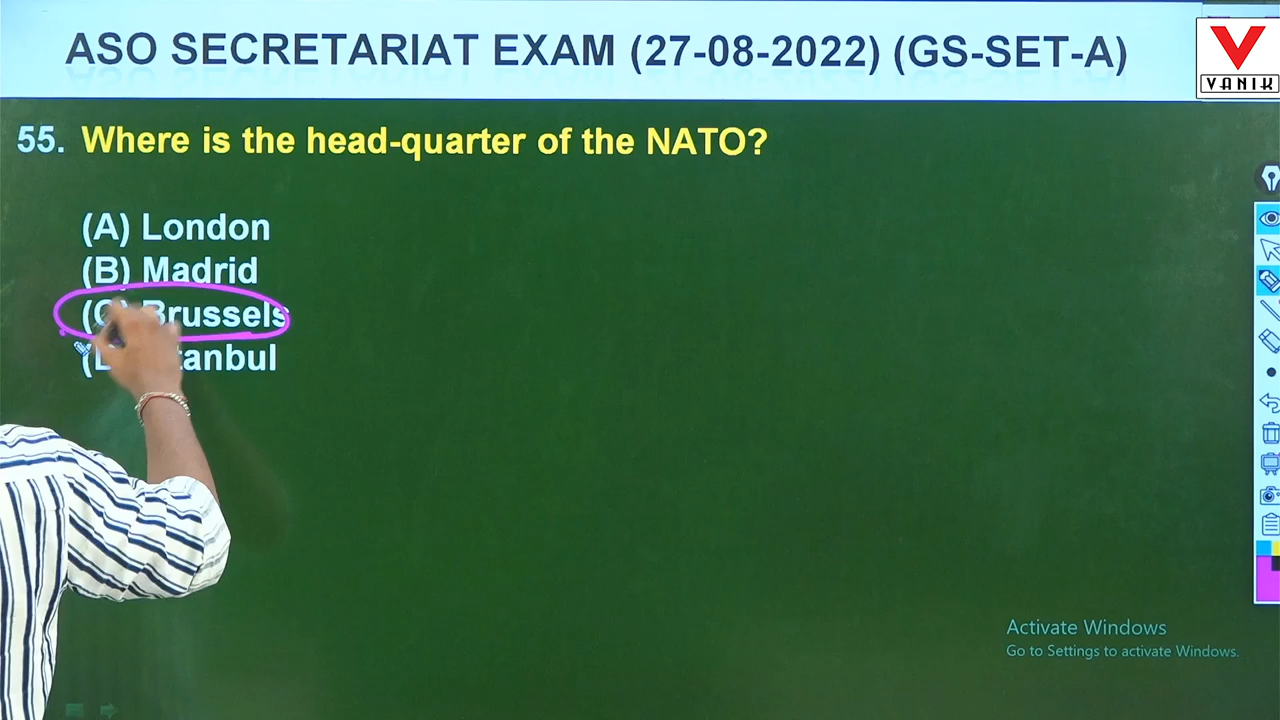 ASO SECRETARIAT EXAM (27-08-2022) (GS-SET-A)
VANIK
55. Where is the head-quarter of the NATO?
(A) London
(B) Madrid
(C) Brussels
Activate Windows
Go to Settings to activate Windows.